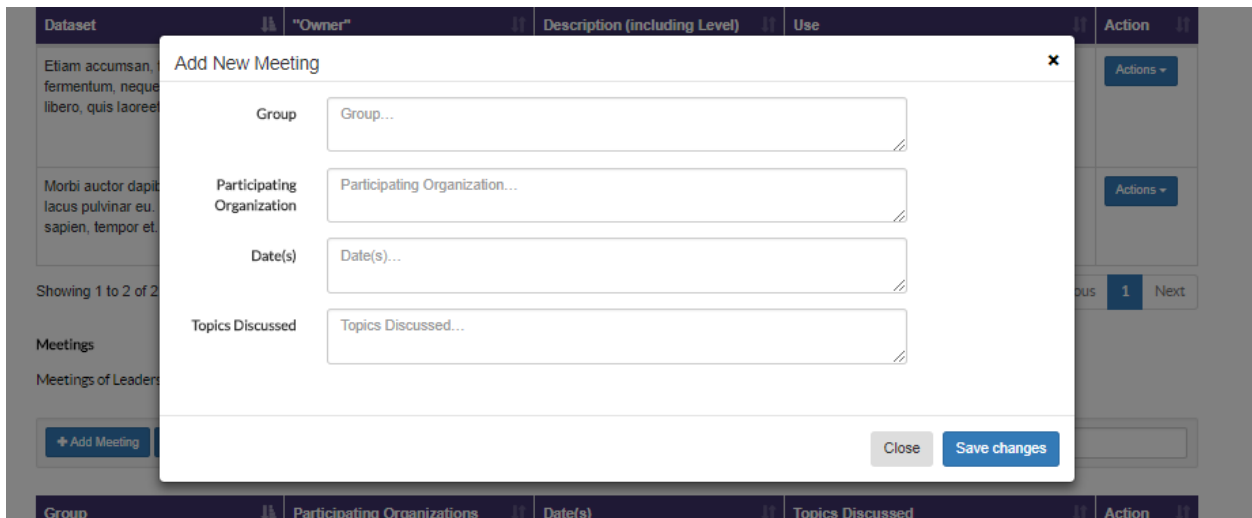 Dataset "Owner" Description (including Level) Use Action
Add New Meeting ×
Etiam accumsan,
fermentum, neque
libero, quis laoreet
Actions
Group Group...
Morbi auctor dapib
lacus pulvinar eu.
sapien, tempor et.
Actions
Participating Organization Participating Organization...
Date(s) Date(s)...
Showing 1 to 2 of 2
ous 1 Next
Topics Discussed Topics Discussed...
Meetings
Meetings of Leaders
+ Add Meeting
Close Save changes
Group Participating Organizations Date(s) Topics Discussed Action